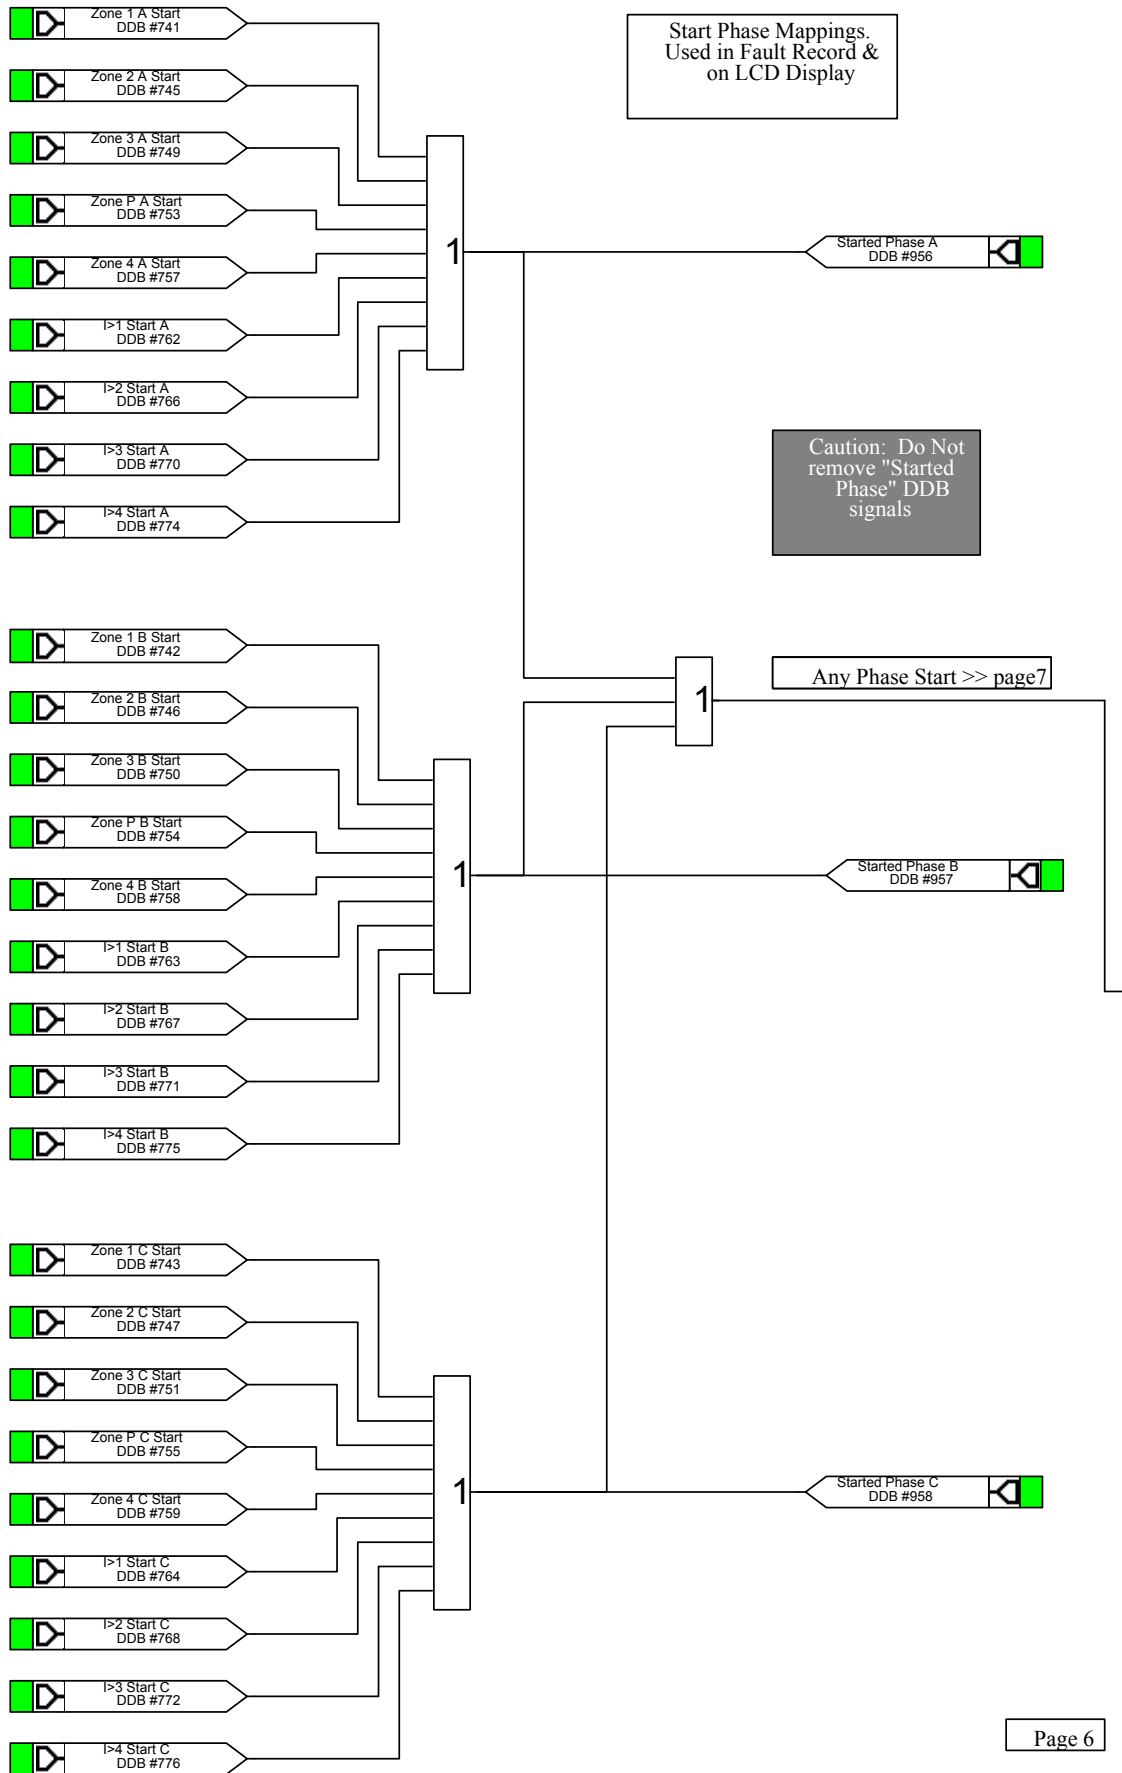 Zone 1 A Start
DDB #741
Zone 2 A Start
DDB #745
Zone 3 A Start
DDB #749
Zone P A Start
DDB #753
Zone 4 A Start
DDB #757
I>1 Start A
DDB #762
I>2 Start A
DDB #766
I>3 Start A
DDB #770
I>4 Start A
DDB #774
1
Start Phase Mappings.
Used in Fault Record &
on LCD Display
Started Phase A
DDB #956
Caution: Do Not
remove "Started
Phase" DDB
signals
Zone 1 B Start
DDB #742
Zone 2 B Start
DDB #746
Zone 3 B Start
DDB #750
Zone P B Start
DDB #754
Zone 4 B Start
DDB #758
I>1 Start B
DDB #763
I>2 Start B
DDB #767
I>3 Start B
DDB #771
I>4 Start B
DDB #775
1
1
Any Phase Start >> page7
Started Phase B
DDB #957
Zone 1 C Start
DDB #743
Zone 2 C Start
DDB #747
Zone 3 C Start
DDB #751
Zone P C Start
DDB #755
Zone 4 C Start
DDB #759
I>1 Start C
DDB #764
I>2 Start C
DDB #768
I>3 Start C
DDB #772
I>4 Start C
DDB #776
1
Started Phase C
DDB #958
Page 6